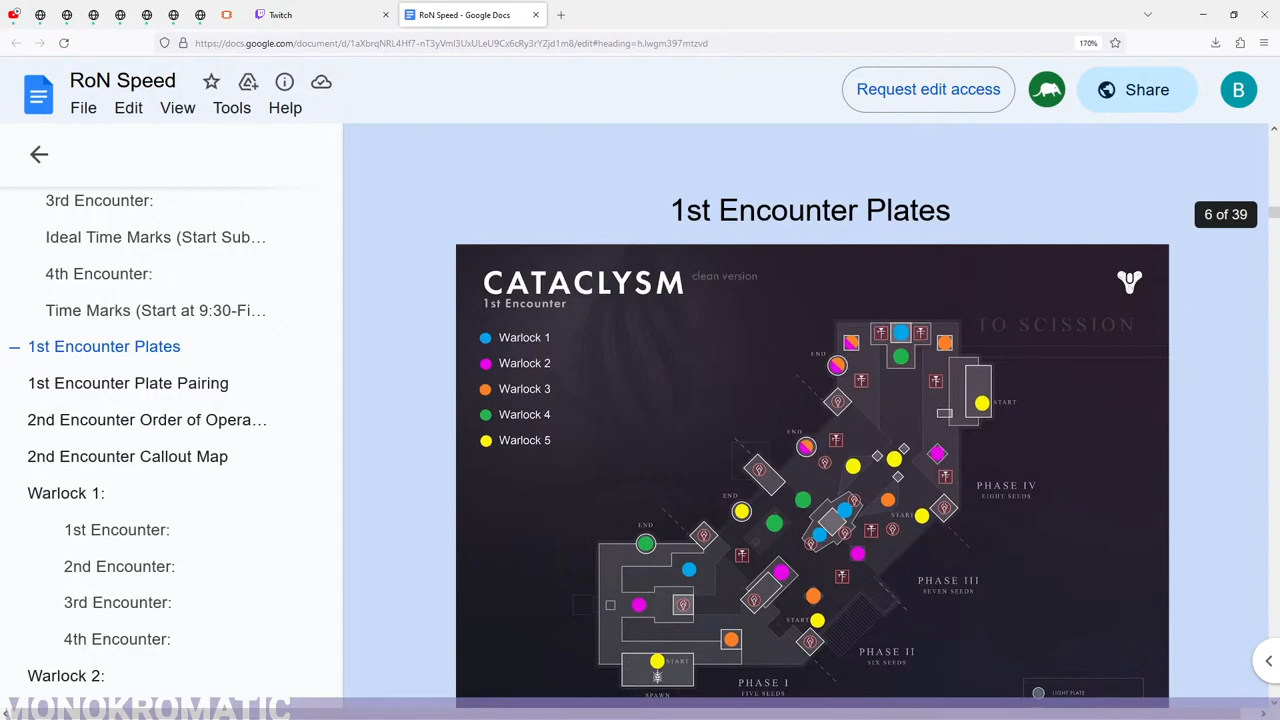 Twitch
RoN Speed - Google Docs
https://docs.google.com/document/d/1aXbrqNRL4Hf7-nT3yVmI3UxULeU9Cx6cRy3rYZjd1m8/edit#heading=h.lwgm397mtzvd
170%
RoN Speed
File Edit View Tools Help
Request edit access
Share
B
3rd Encounter:
Ideal Time Marks (Start Sub…
4th Encounter:
Time Marks (Start at 9:30-Fi…
1st Encounter Plates
1st Encounter Plate Pairing
2nd Encounter Order of Opera…
2nd Encounter Callout Map
Warlock 1:
1st Encounter:
2nd Encounter:
3rd Encounter:
4th Encounter:
Warlock 2:
MONOKROMATIC
1st Encounter Plates
6 of 39
CATACLYSM clean version
1st Encounter
Warlock 1
Warlock 2
Warlock 3
Warlock 4
Warlock 5
TO SCISSION
END
START
END
PHASE IV
EIGHT SEEDS
END
START
END
PHASE III
SEVEN SEEDS
START
PHASE II
SIX SEEDS
START
PHASE I
FIVE SEEDS
SPAWN
LIGHT PLATE